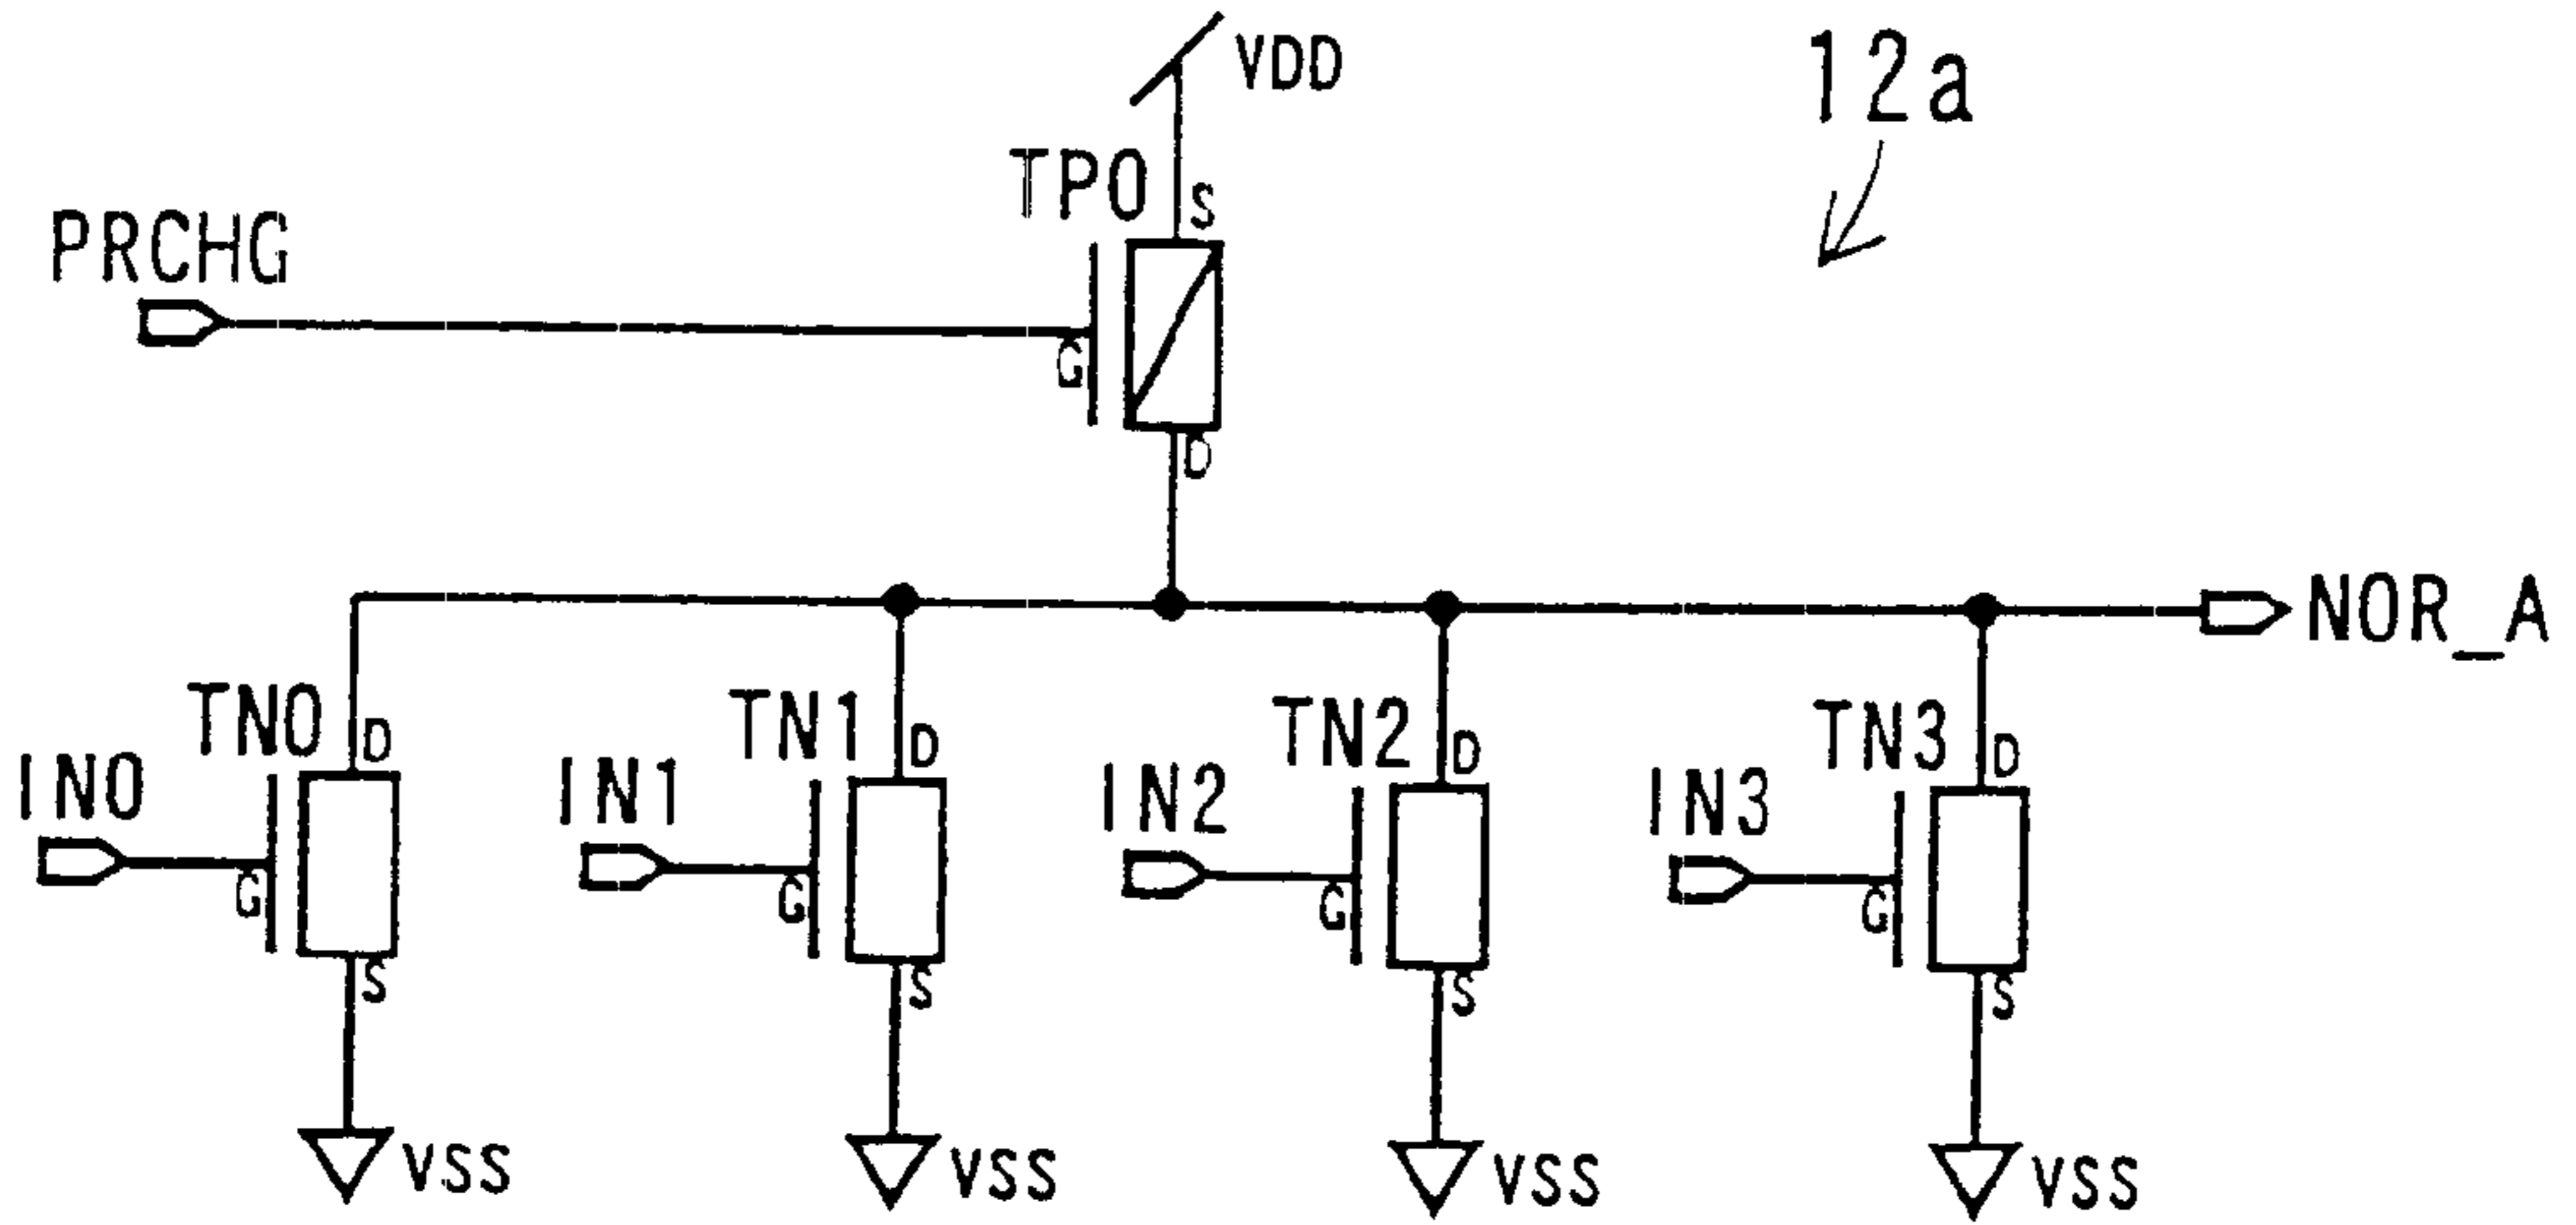 VDD
12a
TP0
S
PRCHG
G
D
NOR_A
TN0
D
TN1
D
TN2
D
TN3
D
IN0
IN1
IN2
IN3
G
G
G
G
S
S
S
S
VSS
VSS
VSS
VSS